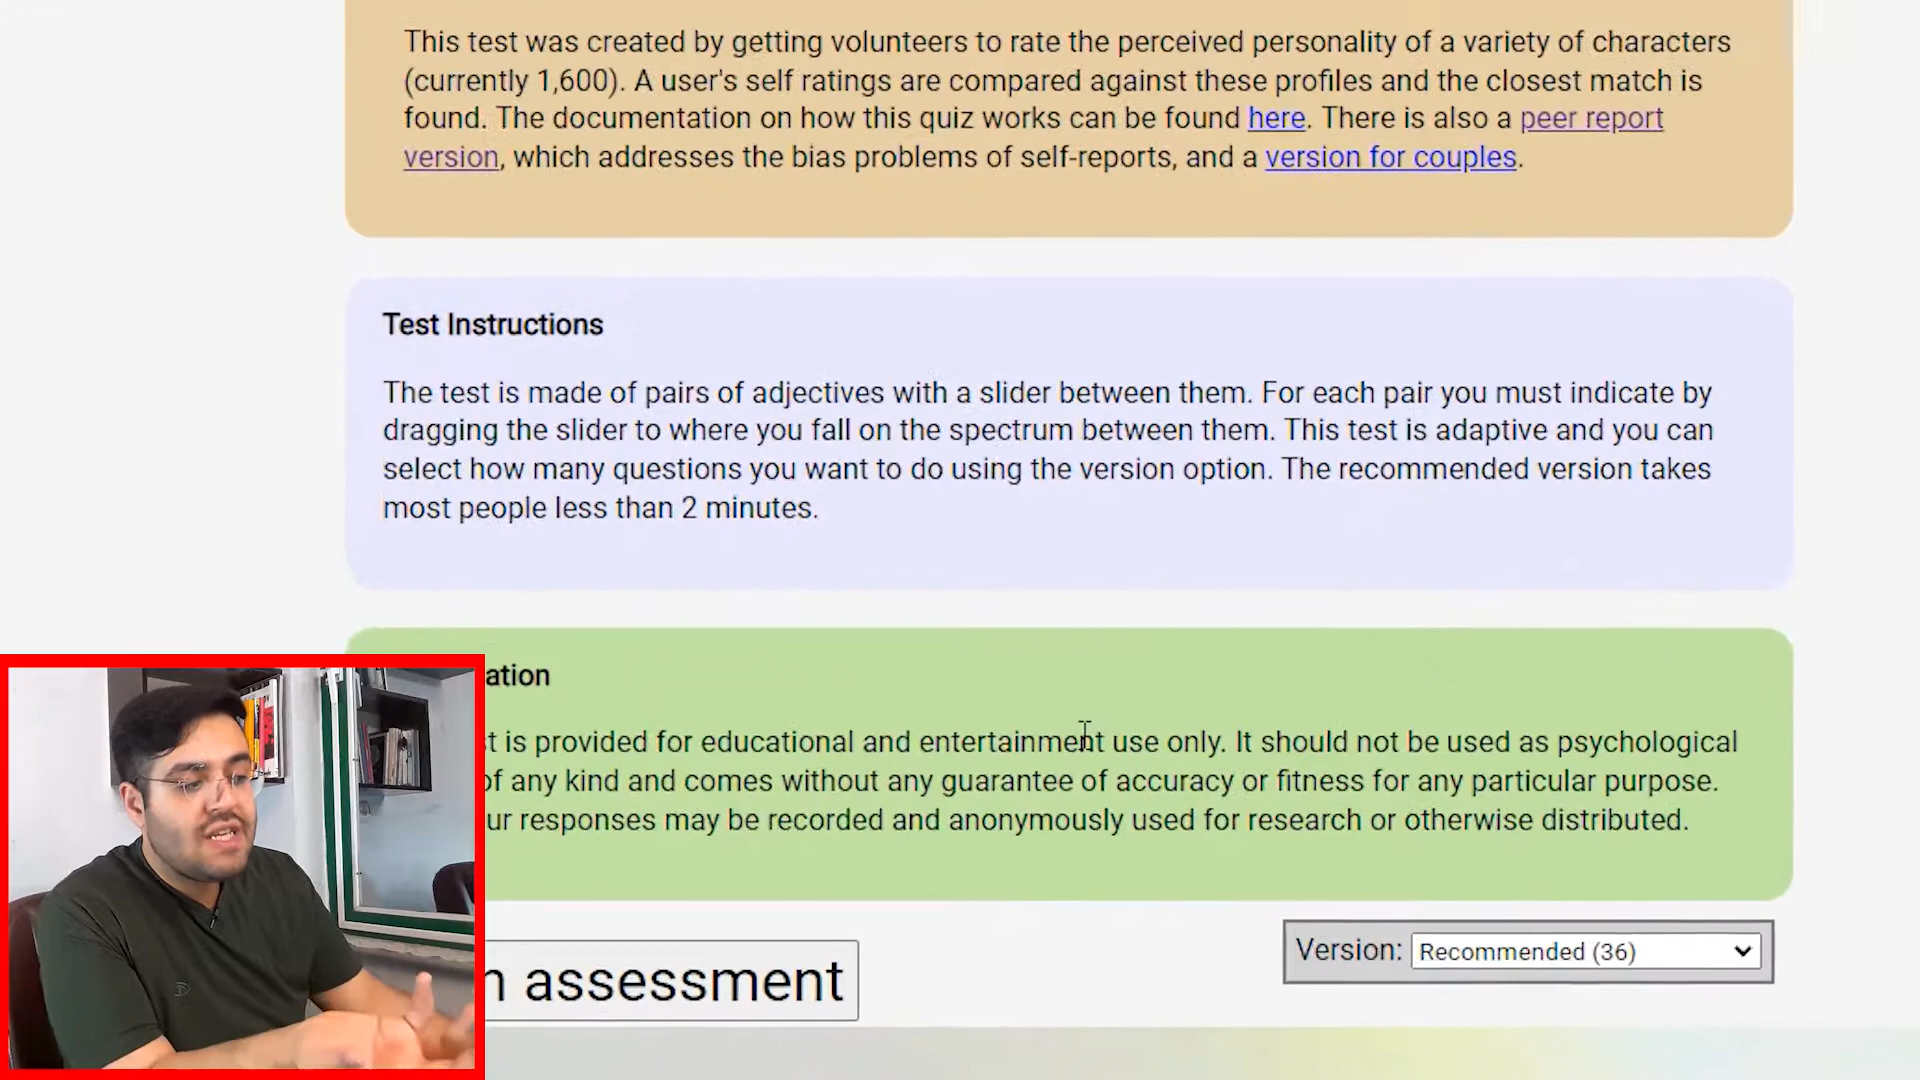 This test was created by getting volunteers to rate the perceived personality of a variety of characters
(currently 1,600). A user's self ratings are compared against these profiles and the closest match is
found. The documentation on how this quiz works can be found here. There is also a peer report
version, which addresses the bias problems of self-reports, and a version for couples.
Test Instructions
The test is made of pairs of adjectives with a slider between them. For each pair you must indicate by
dragging the slider to where you fall on the spectrum between them. This test is adaptive and you can
select how many questions you want to do using the version option. The recommended version takes
most people less than 2 minutes.
ation
st is provided for educational and entertainment use only. It should not be used as psychological
of any kind and comes without any guarantee of accuracy or fitness for any particular purpose.
ur responses may be recorded and anonymously used for research or otherwise distributed.
n assessment
Version: Recommended (36)